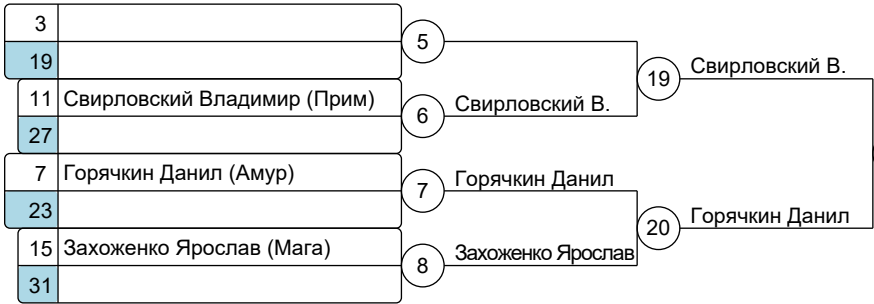 3
19
5
11 Свирловский Владимир (Прим)
27
6
Свирловский В.
19
Свирловский В.
7 Горячкин Данил (Амур)
23
7
Горячкин Данил
15 Захоженко Ярослав (Мага)
31
8
Захоженко Ярослав
20
Горячкин Данил